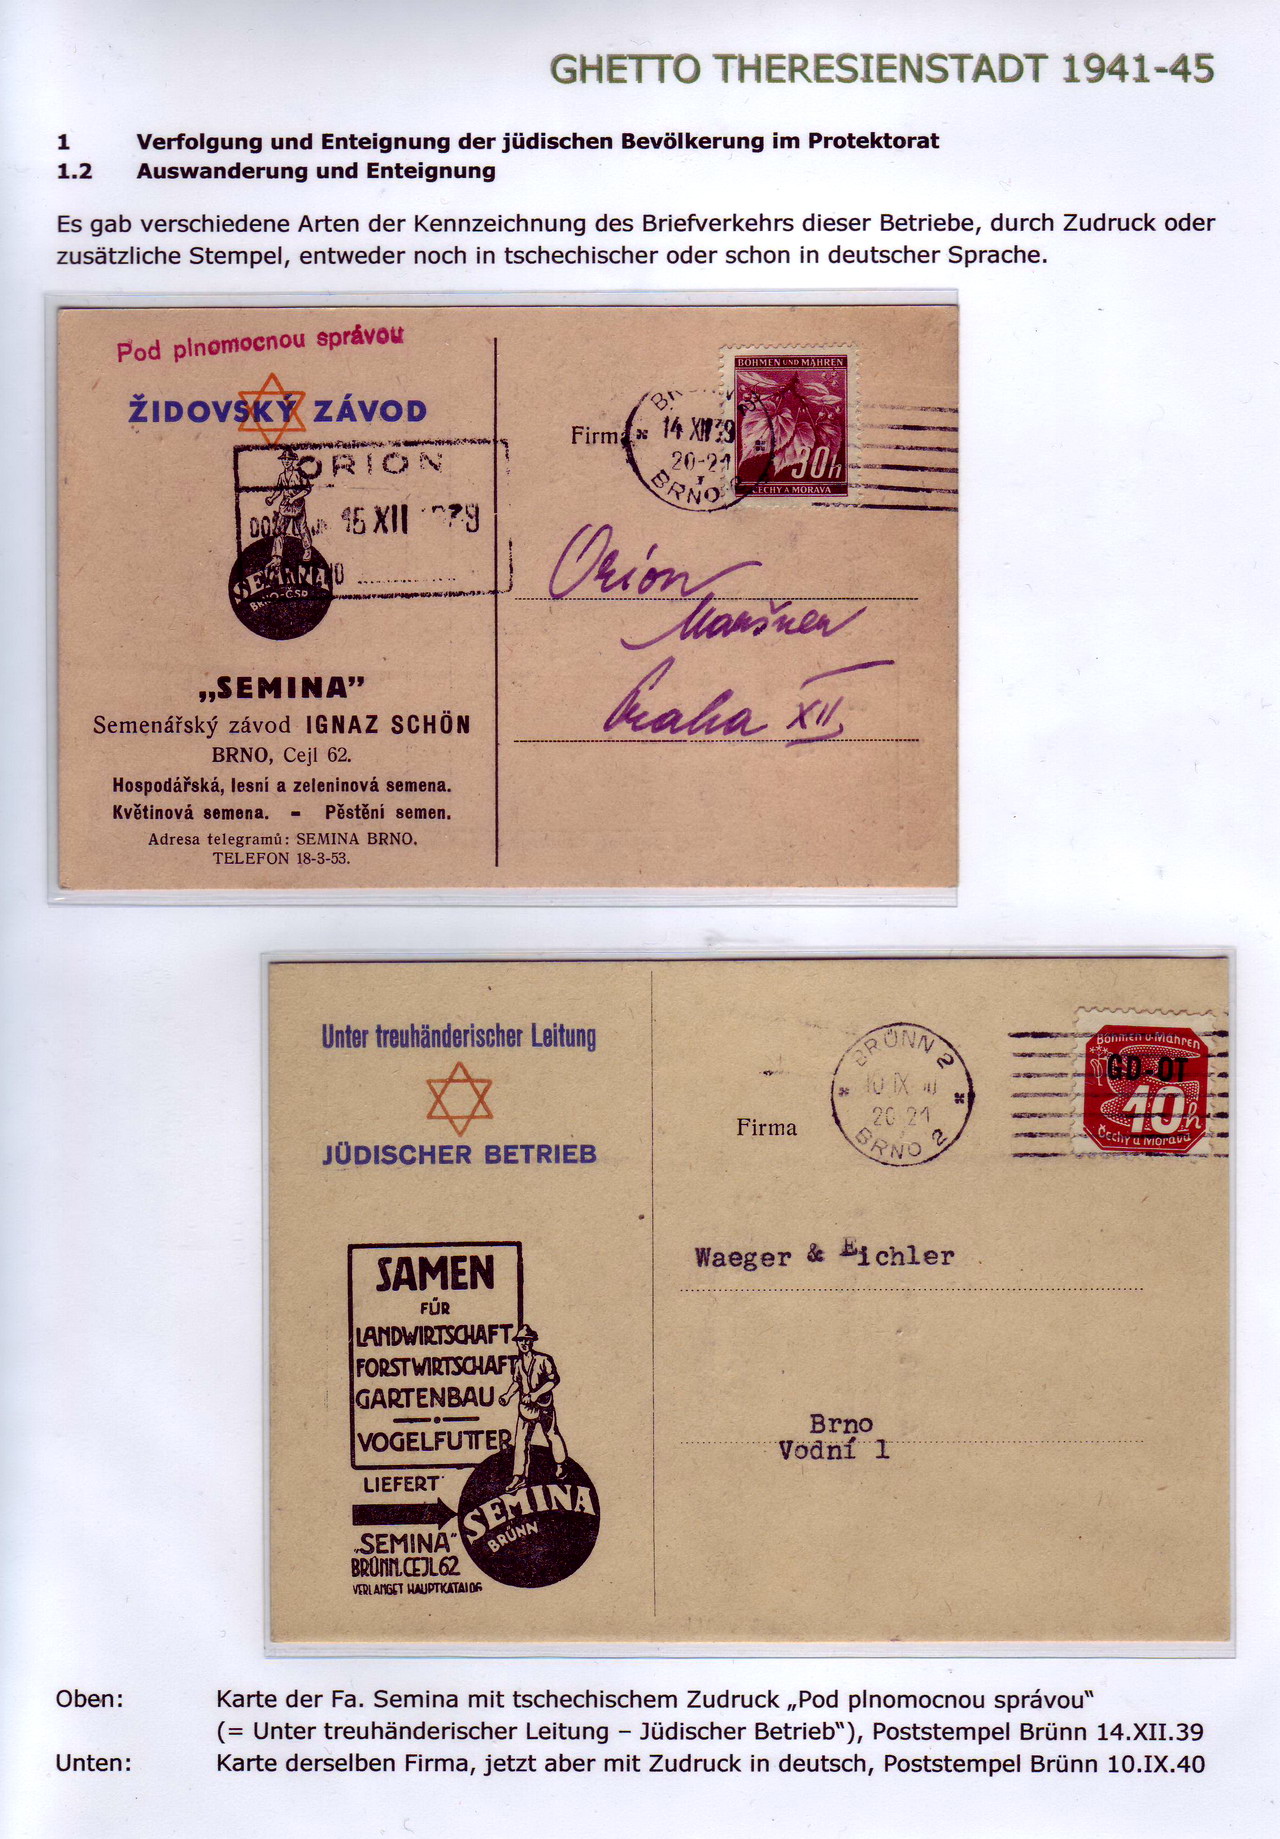 GHETTO THERESIENSTADT 1941-45
1 Verfolgung und Enteignung der jüdischen Bevölkerung im Protektorat
1.2 Auswanderung und Enteignung
Es gab verschiedene Arten der Kennzeichnung des Briefverkehrs dieser Betriebe, durch Zudruck oder
zusätzliche Stempel, entweder noch in tschechischer oder schon in deutscher Sprache.
Pod plnomocnou správou
ŽIDOVSKÝ ZÁVOD
ORION
15 XII 1939
SEMINA
BRNO-ČSR
„SEMINA”
Semenářský závod IGNAZ SCHÖN
BRNO, Cejl 62.
Hospodářská, lesní a zeleninová semena.
Květinová semena. - Pěstění semen.
Adresa telegramů: SEMINA BRNO.
TELEFON 18-3-53.
Firma
14 XII 39
20-21
BRNO
BÖHMEN UND MÄHREN
30h
ČECHY A MORAVA
Orion
Maršner
Praha XII.
Unter treuhänderischer Leitung
JÜDISCHER BETRIEB
SAMEN
FÜR
LANDWIRTSCHAFT
FORSTWIRTSCHAFT
GARTENBAU
VOGELFUTTER
LIEFERT
„SEMINA”
BRÜNN, CEJL 62
VERLANGET HAUPTKATALOG
SEMINA
BRÜNN
Firma
BRÜNN 2
10 IX 40
20 21
BRNO 2
Böhmen u. Mähren
GD-OT
10h
Čechy a Morava
Waeger & Eichler
Brno
Vodní 1
Oben: Karte der Fa. Semina mit tschechischem Zudruck „Pod plnomocnou správou“
(= Unter treuhänderischer Leitung – Jüdischer Betrieb“), Poststempel Brünn 14.XII.39
Unten: Karte derselben Firma, jetzt aber mit Zudruck in deutsch, Poststempel Brünn 10.IX.40